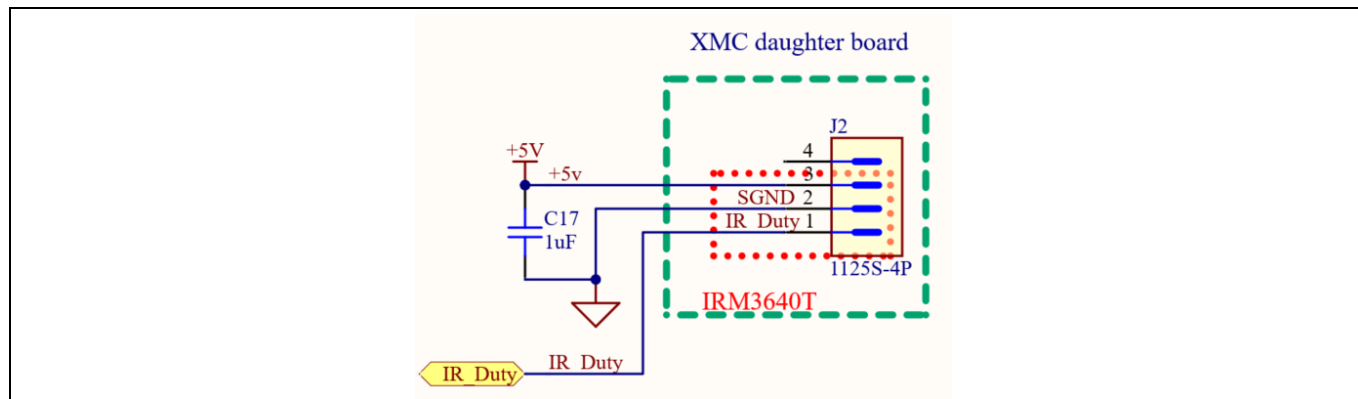 XMC daughter board
J2
4
+5V
+5v
3
SGND 2
C17
IR_Duty 1
1uF
1125S-4P
IRM3640T
IR_Duty
IR_Duty